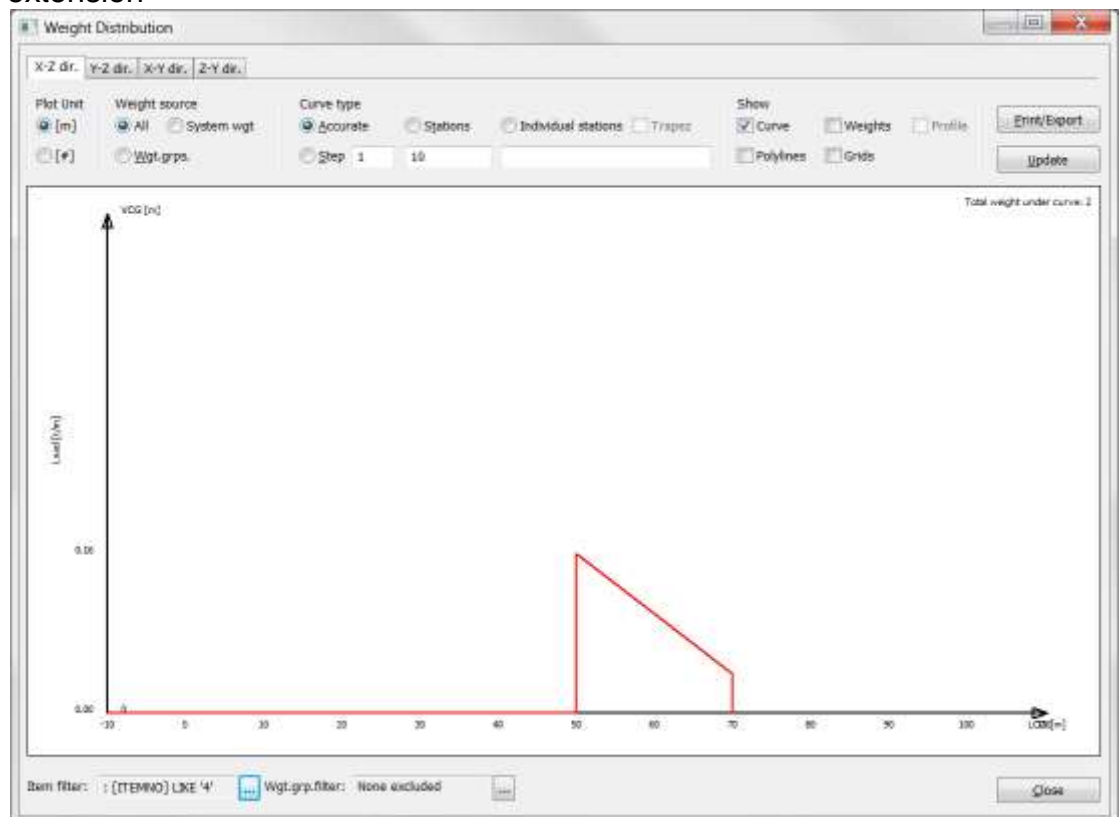 extension
Weight Distribution
X-Z dir. Y-Z dir. X-Y dir. Z-Y dir.
Plot Unit Weight source Curve type Show
[m] All System wgt Accurate Stations Individual stations Trapez Curve Weights Profile Print/Export
[#] Wgt.grps. Step 1 10 Polylines Grids Update
VCG [m] Total weight under curve: 2
Load [t/m]
0.16
0.00 0
-10 0 10 20 30 40 50 60 70 80 90 100
Item filter: : [ITEMNO] LIKE '4' ... Wgt.grp.filter: None excluded ... Close